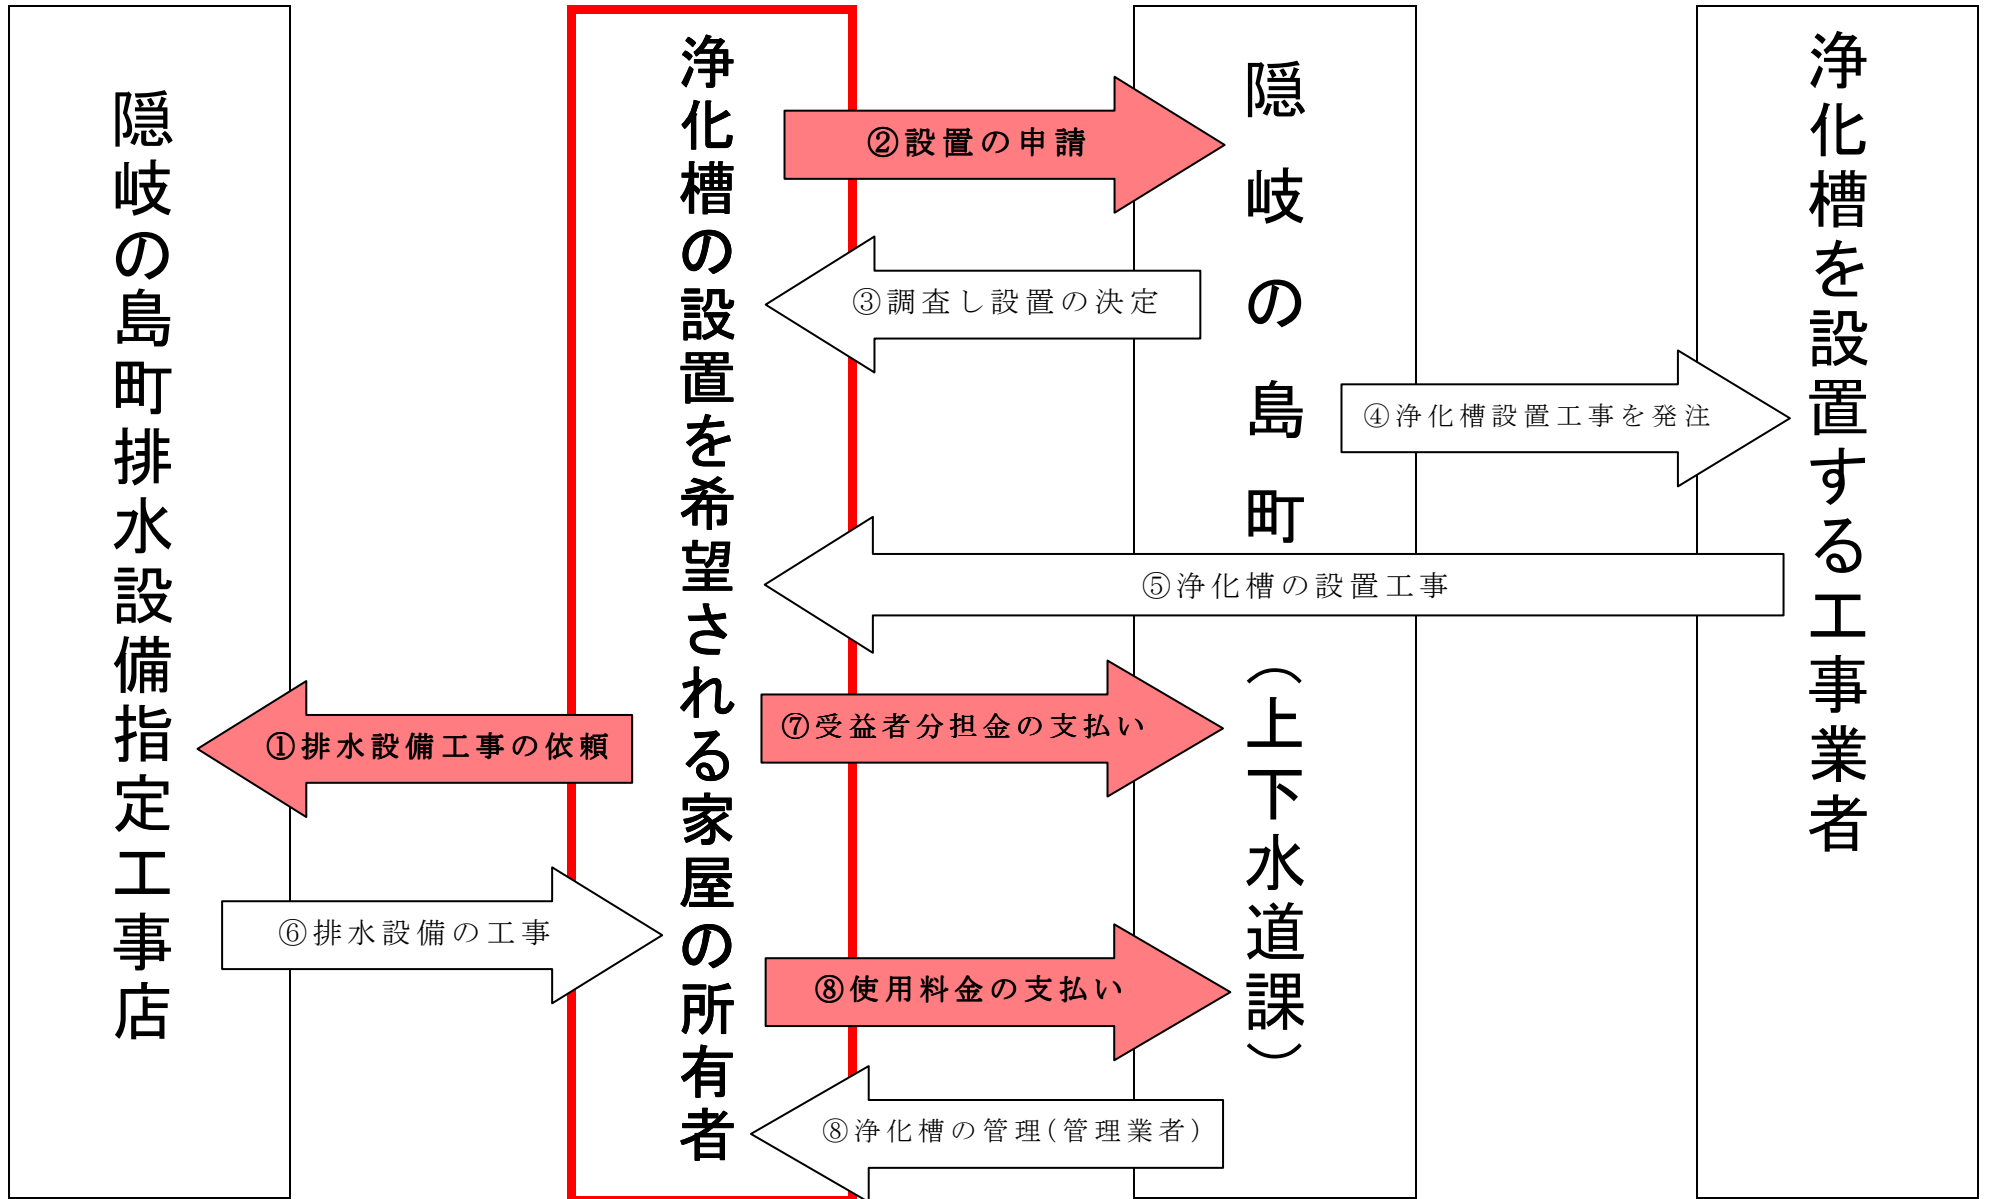 隠岐の島町排水設備指定工事店
浄化槽の設置を希望される家屋の所有者
隠岐の島町（上下水道課）
浄化槽を設置する工事業者
②設置の申請
③調査し設置の決定
④浄化槽設置工事を発注
⑤浄化槽の設置工事
⑦受益者分担金の支払い
①排水設備工事の依頼
⑥排水設備の工事
⑧使用料金の支払い
⑧浄化槽の管理(管理業者)